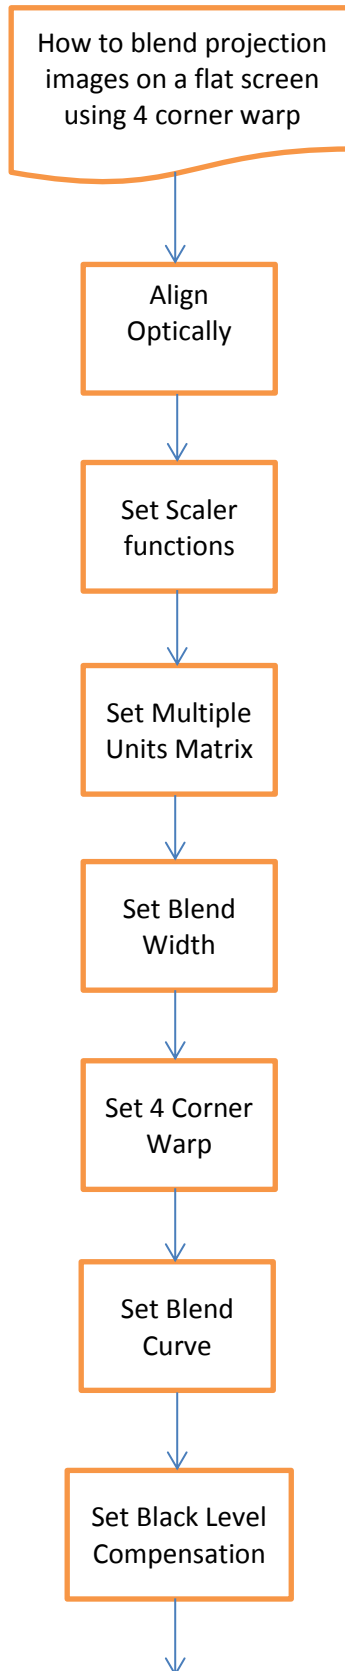 How to blend projection
images on a flat screen
using 4 corner warp
Align
Optically
Set Scaler
functions
Set Multiple
Units Matrix
Set Blend
Width
Set 4 Corner
Warp
Set Blend
Curve
Set Black Level
Compensation